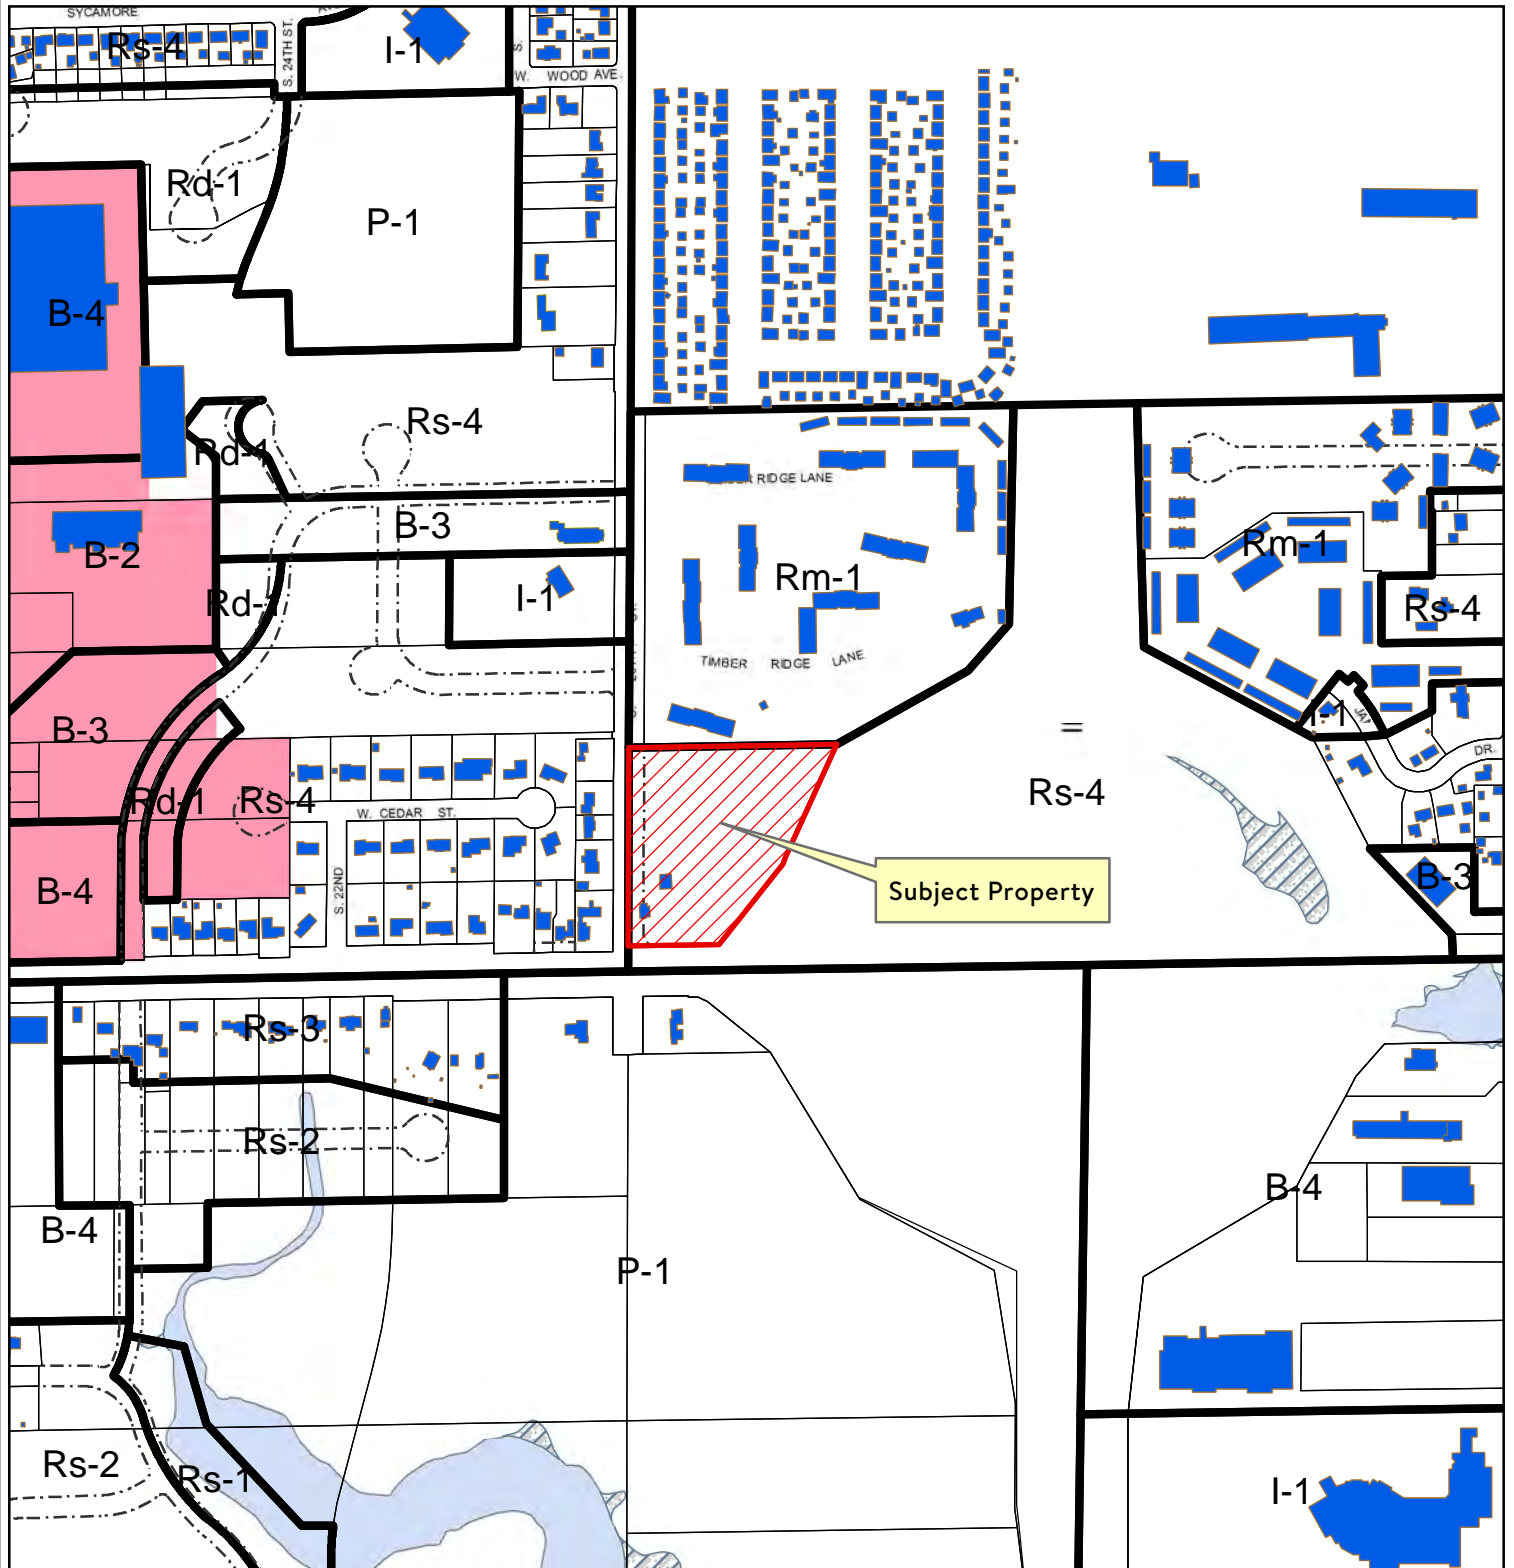 SYCAMORE
Rs-4
S. 24TH ST.
I-1
S.
W. WOOD AVE.
Rd-1
P-1
B-4
Rs-4
Rd-1
RIDGE LANE
B-3
B-2
Rm-1
Rm-1
Rd-1
I-1
Rs-4
TIMBER RIDGE LANE
S.
I-1
JAY
B-3
DR.
Rd-1
Rs-4
W. CEDAR ST.
Rs-4
B-4
S. 22ND
Subject Property
B-3
Rs-3
Rs-2
B-4
B-4
P-1
Rs-2
Rs-1
I-1